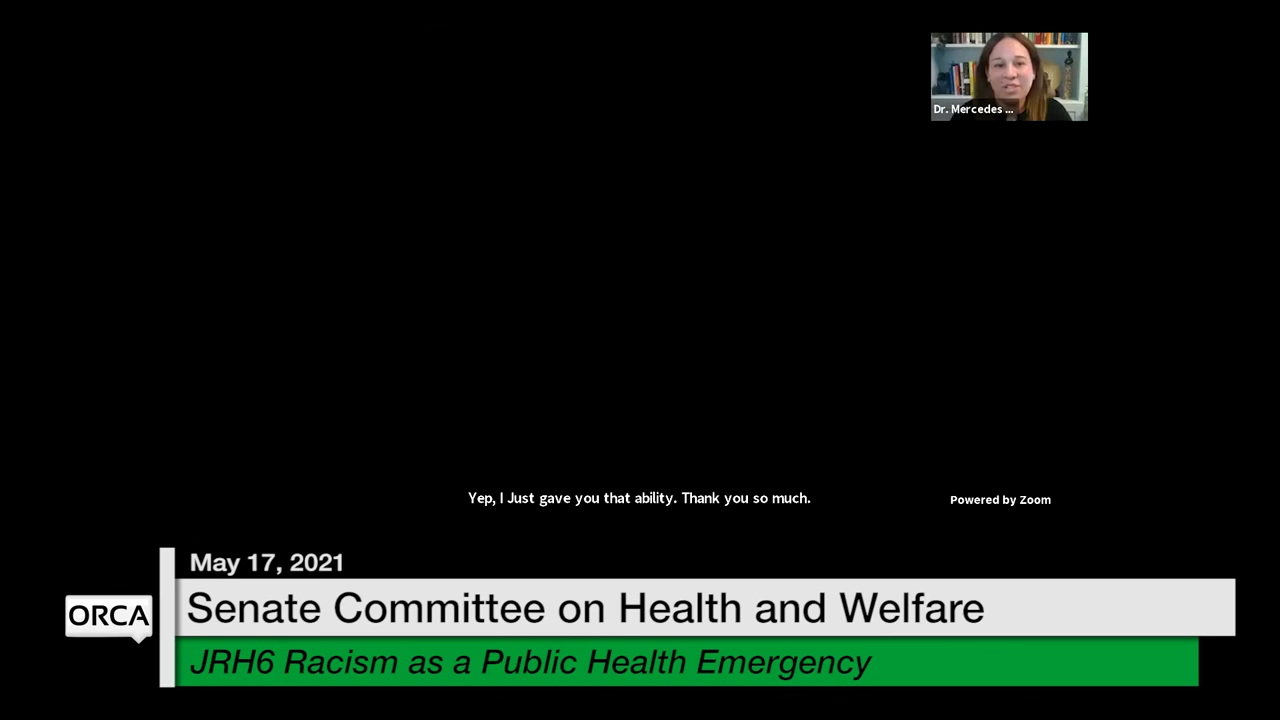 Dr. Mercedes ...
Yep, I Just gave you that ability. Thank you so much.
Powered by Zoom
May 17, 2021
Senate Committee on Health and Welfare
ORCA
JRH6 Racism as a Public Health Emergency